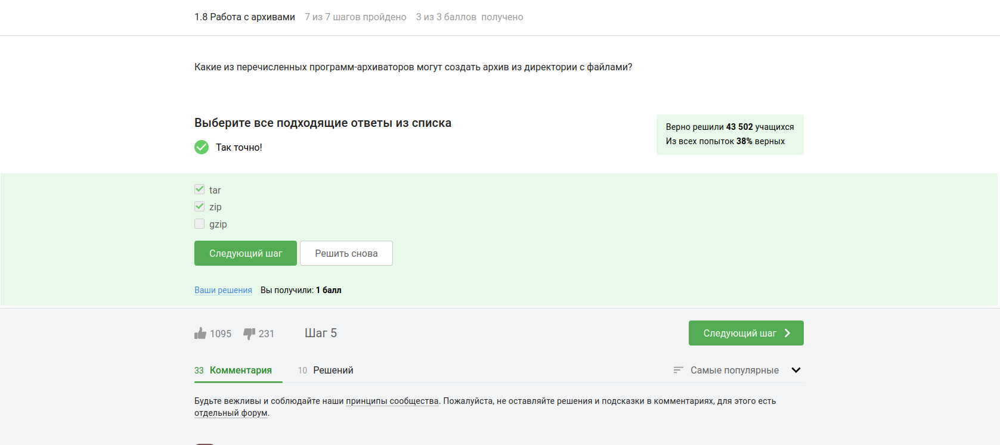 1.8 Работа с архивами 7 из 7 шагов пройдено 3 из 3 баллов получено
Какие из перечисленных программ-архиваторов могут создать архив из директории с файлами?
Выберите все подходящие ответы из списка
Верно решили 43 502 учащихся
Из всех попыток 38% верных
Так точно!
tar
zip
gzip
Следующий шаг Решить снова
Ваши решения Вы получили: 1 балл
1095 231 Шаг 5 Следующий шаг
33 Комментария 10 Решений Самые популярные
Будьте вежливы и соблюдайте наши принципы сообщества. Пожалуйста, не оставляйте решения и подсказки в комментариях, для этого есть
отдельный форум.